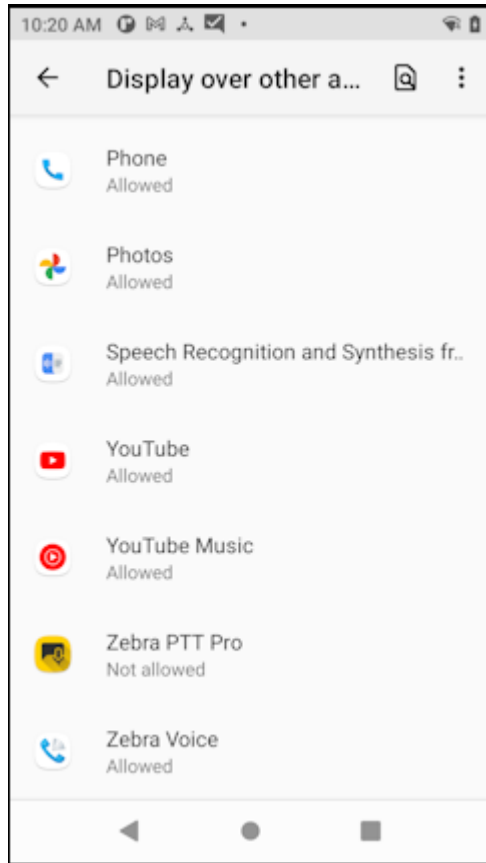 10:20 AM
Display over other a...
Phone
Allowed
Photos
Allowed
Speech Recognition and Synthesis fr..
Allowed
YouTube
Allowed
YouTube Music
Allowed
Zebra PTT Pro
Not allowed
Zebra Voice
Allowed